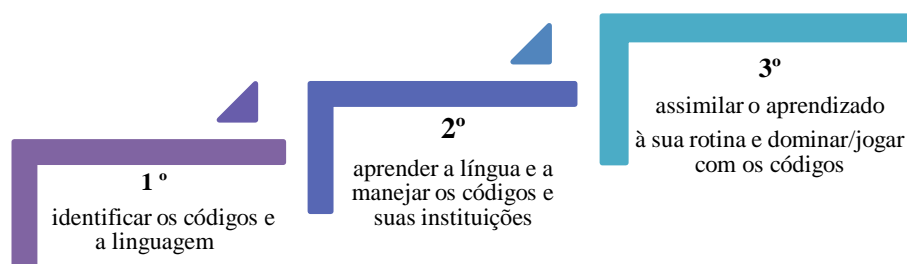 1º
identificar os códigos e
a linguagem
2º
aprender a língua e a
manejar os códigos e
suas instituições
3º
assimilar o aprendizado
à sua rotina e dominar/jogar
com os códigos